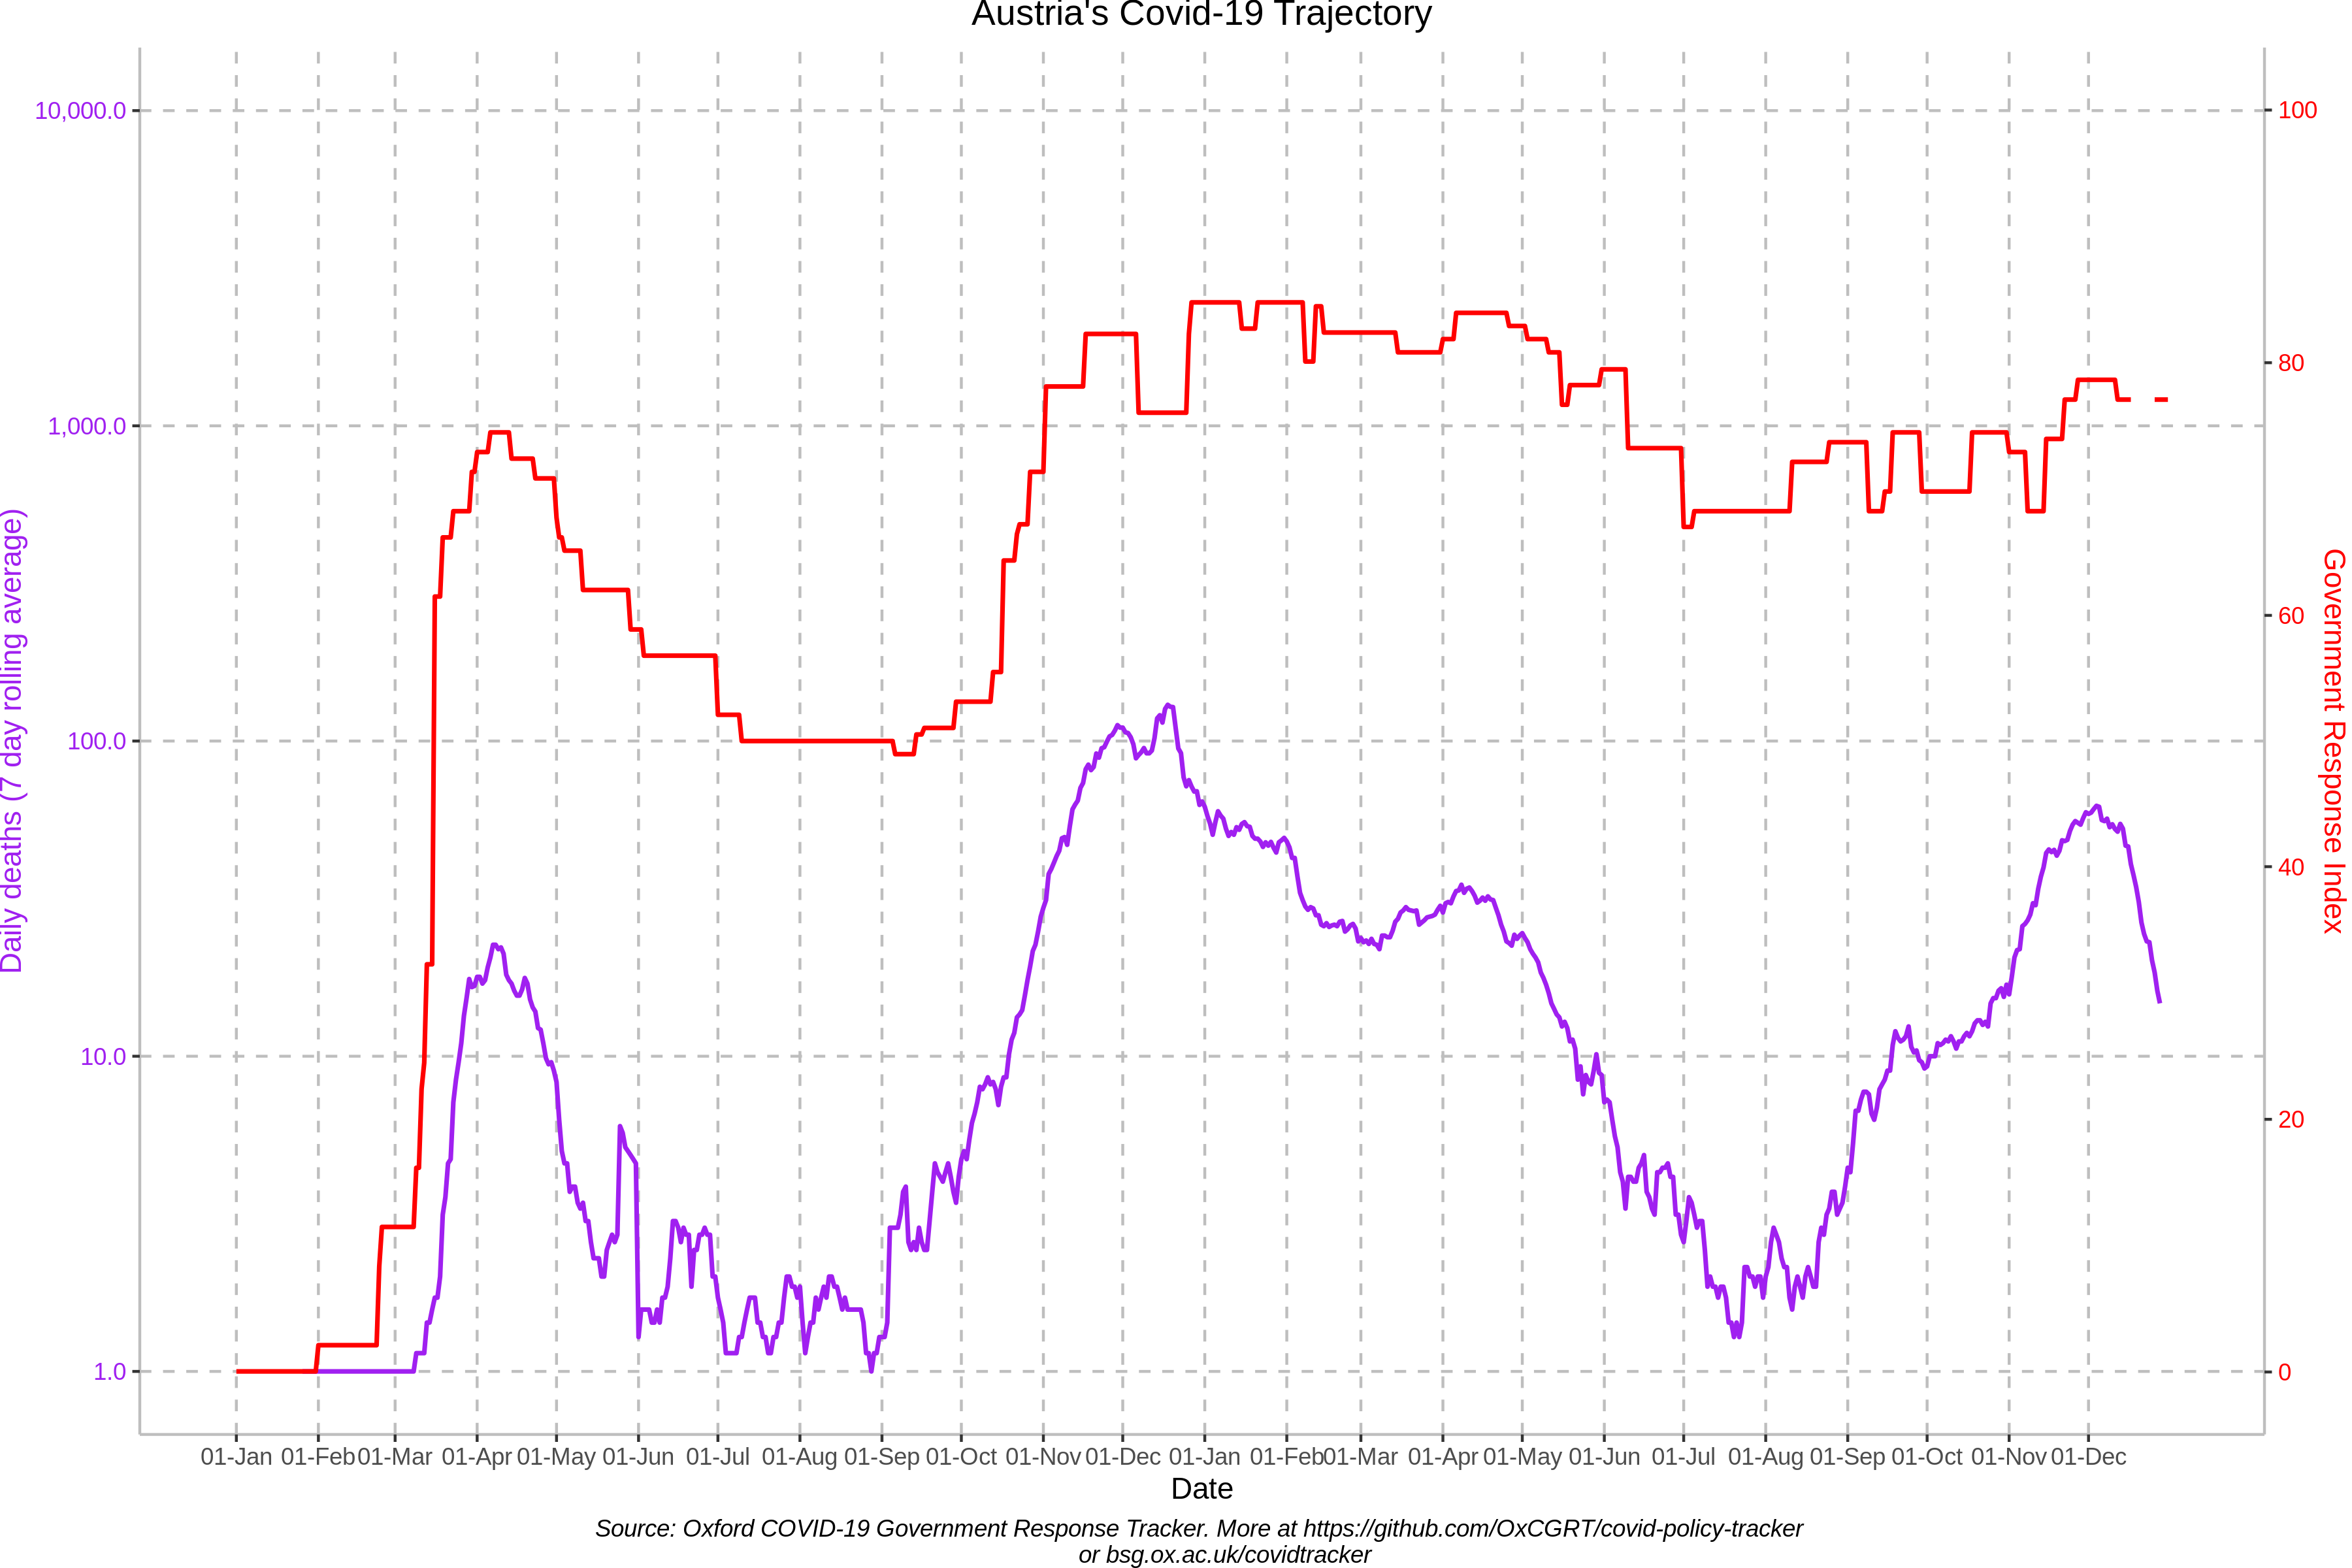 Austria's Covid-19 Trajectory
10,000.0
1,000.0
100.0
10.0
1.0
Daily deaths (7 day rolling average)
100
80
60
40
20
0
Government Response Index
01-Jan 01-Feb 01-Mar 01-Apr 01-May 01-Jun 01-Jul 01-Aug 01-Sep 01-Oct 01-Nov 01-Dec 01-Jan 01-Feb 01-Mar 01-Apr 01-May 01-Jun 01-Jul 01-Aug 01-Sep 01-Oct 01-Nov 01-Dec
Date
Source: Oxford COVID-19 Government Response Tracker. More at https://github.com/OxCGRT/covid-policy-tracker
or bsg.ox.ac.uk/covidtracker